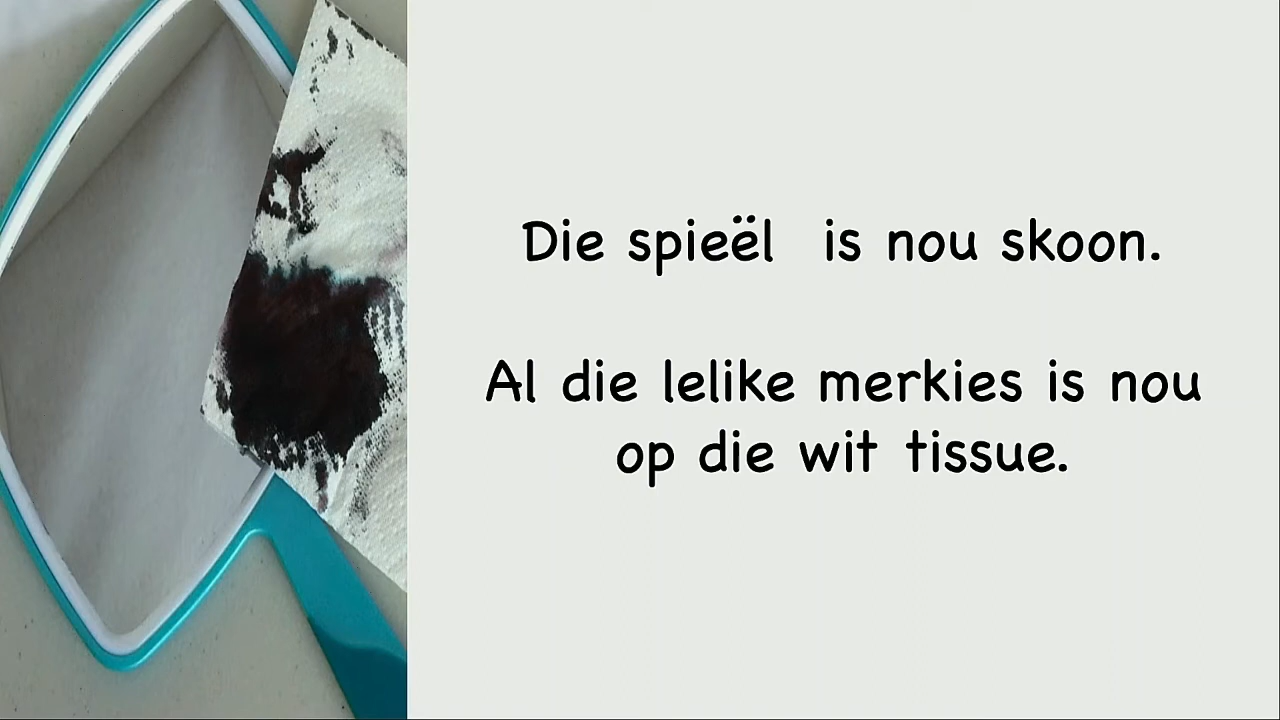 Die spieël is nou skoon.
Al die lelike merkies is nou
op die wit tissue.